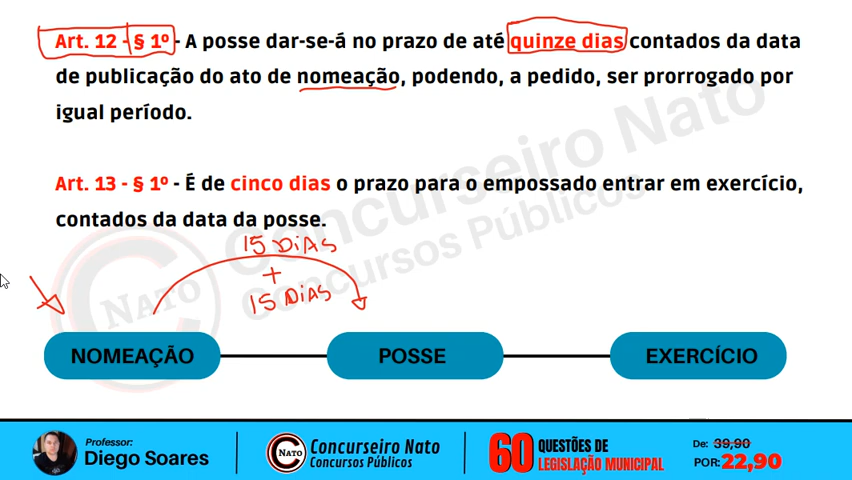 Art. 12 - § 1º - A posse dar-se-á no prazo de até quinze dias contados da data
de publicação do ato de nomeação, podendo, a pedido, ser prorrogado por
igual período.
Art. 13 - § 1º - É de cinco dias o prazo para o empossado entrar em exercício,
contados da data da posse.
Concurseiro Nato
Concursos Públicos
NATO
15 DIAS
+
15 DIAS
NOMEAÇÃO
POSSE
EXERCÍCIO
Professor:
Diego Soares
NATO
Concurseiro Nato
Concursos Públicos
60
QUESTÕES DE
LEGISLAÇÃO MUNICIPAL
De: 39,90
POR: 22,90